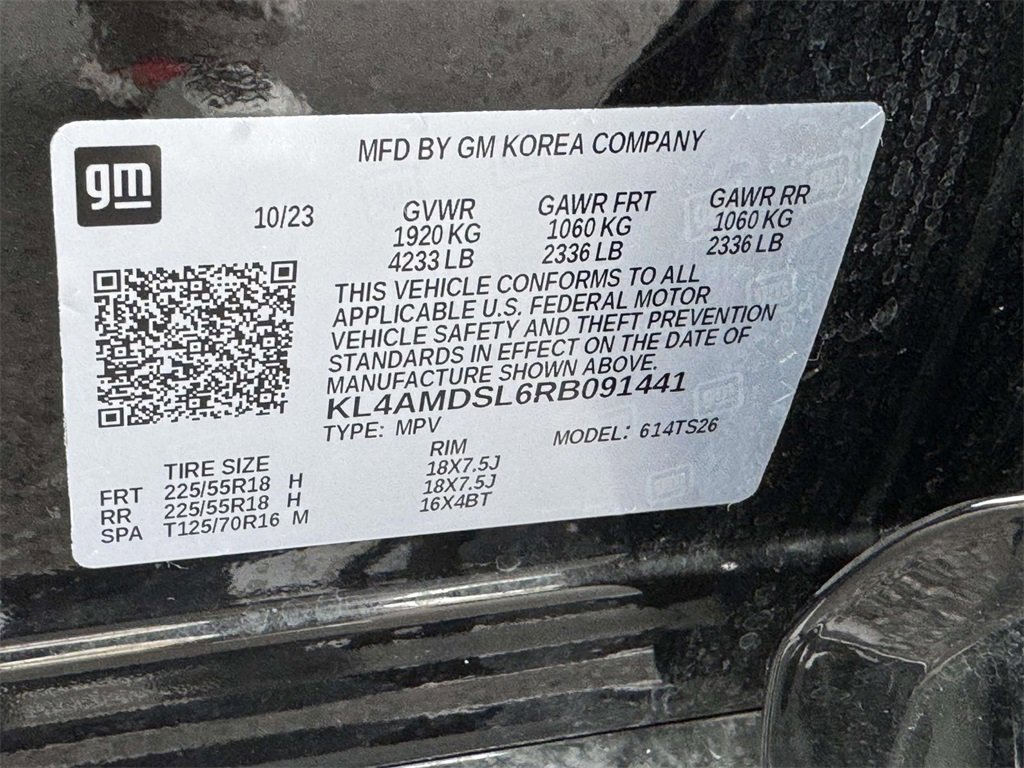 gm
MFD BY GM KOREA COMPANY
10/23 GVWR GAWR FRT GAWR RR
1920 KG 1060 KG 1060 KG
4233 LB 2336 LB 2336 LB
THIS VEHICLE CONFORMS TO ALL
APPLICABLE U.S. FEDERAL MOTOR
VEHICLE SAFETY AND THEFT PREVENTION
STANDARDS IN EFFECT ON THE DATE OF
MANUFACTURE SHOWN ABOVE.
KL4AMDSL6RB091441
TYPE: MPV MODEL: 614TS26
TIRE SIZE RIM
FRT 225/55R18 H 18X7.5J
RR 225/55R18 H 18X7.5J
SPA T125/70R16 M 16X4BT